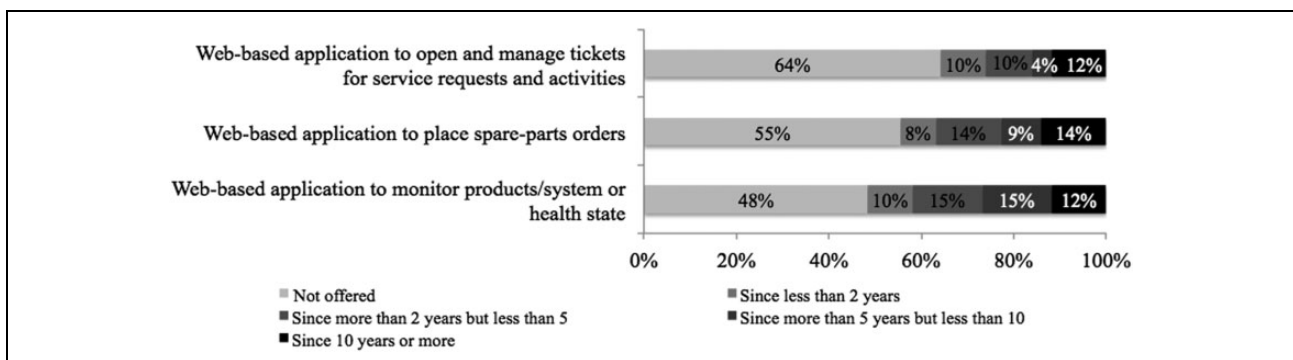 Web-based application to open and manage tickets
for service requests and activities
64% 10% 10% 4% 12%
Web-based application to place spare-parts orders
55% 8% 14% 9% 14%
Web-based application to monitor products/system or
health state
48% 10% 15% 15% 12%
0% 20% 40% 60% 80% 100%
Not offered Since less than 2 years
Since more than 2 years but less than 5 Since more than 5 years but less than 10
Since 10 years or more